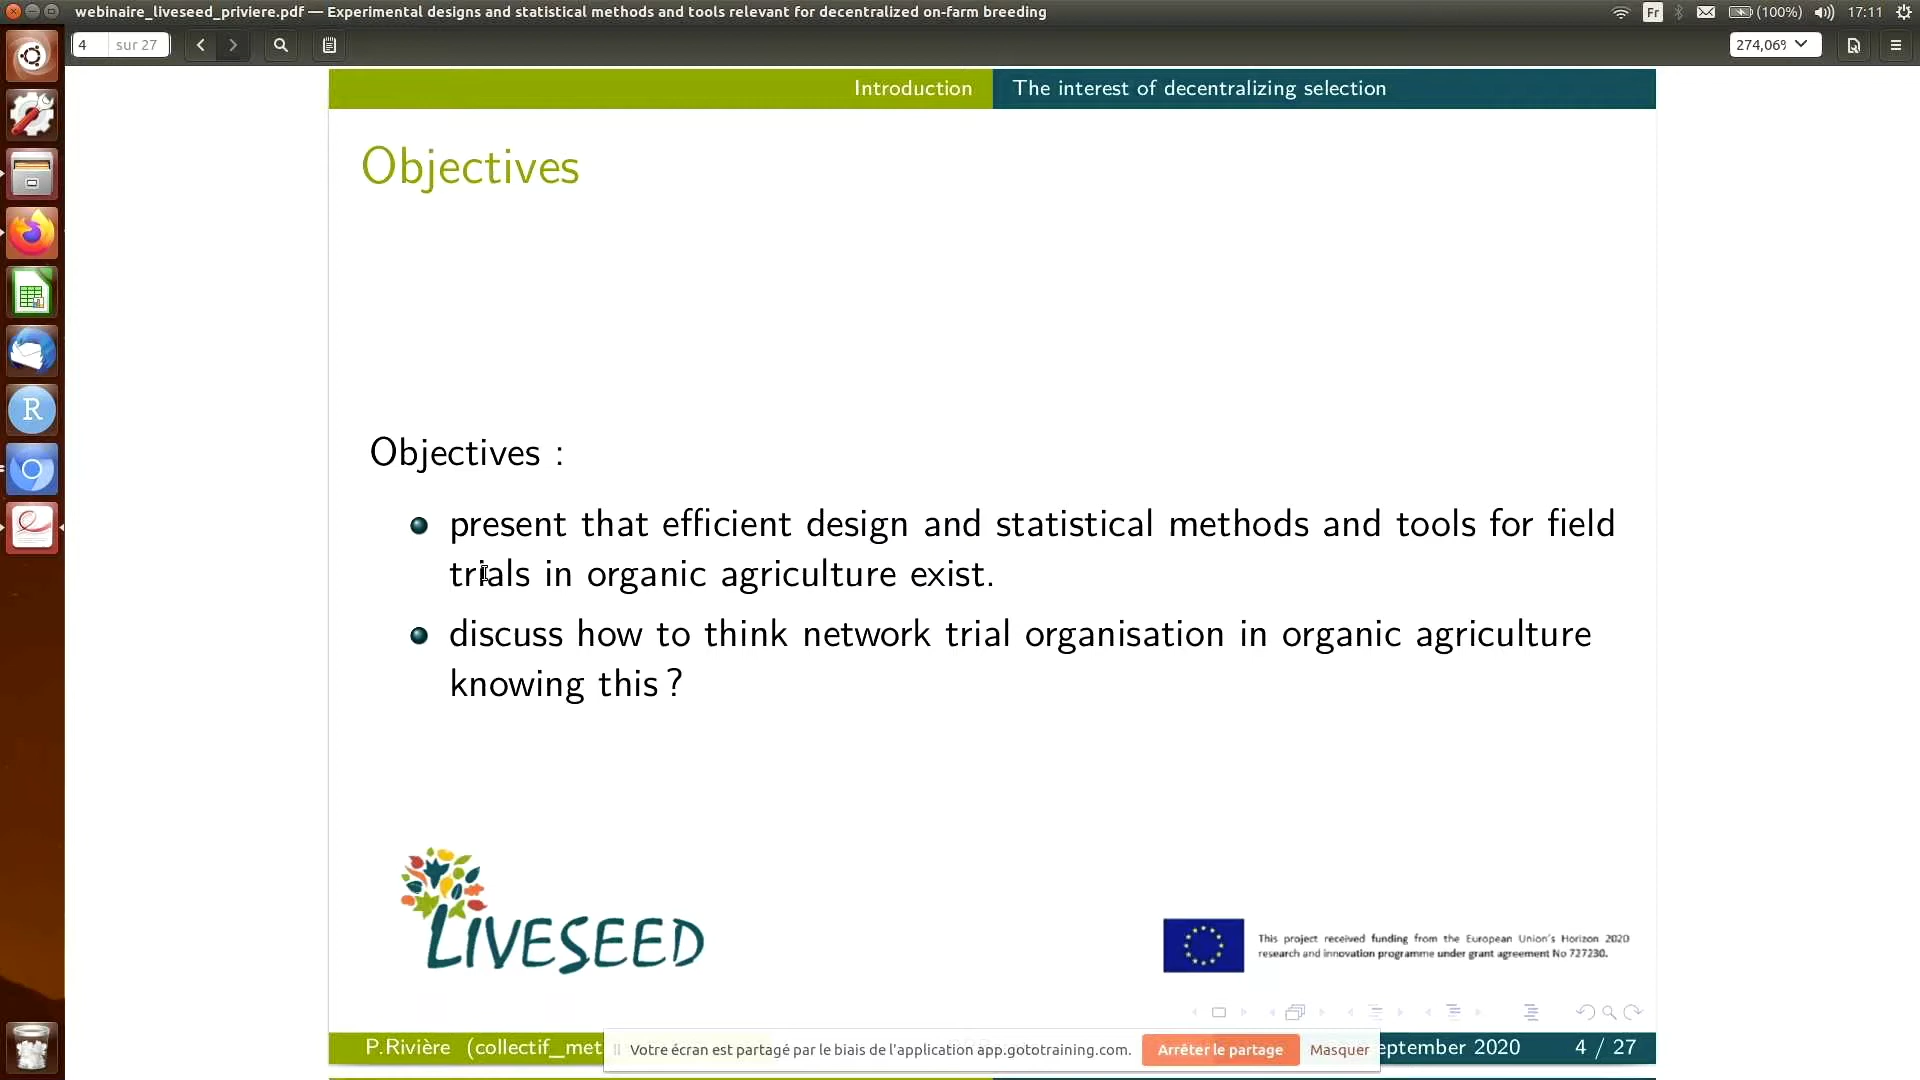 webinaire_liveseed_priviere.pdf — Experimental designs and statistical methods and tools relevant for decentralized on-farm breeding
Fr
(100%)
17:11
4
sur 27
274,06%
Introduction
The interest of decentralizing selection
Objectives
Objectives :
present that efficient design and statistical methods and tools for field
trials in organic agriculture exist.
discuss how to think network trial organisation in organic agriculture
knowing this ?
R
LIVESEED
This project received funding from the European Union's Horizon 2020
research and innovation programme under grant agreement No 727230.
P.Rivière (collectif_met
Votre écran est partagé par le biais de l'application app.gototraining.com.
Arrêter le partage
Masquer
eptember 2020
4 / 27